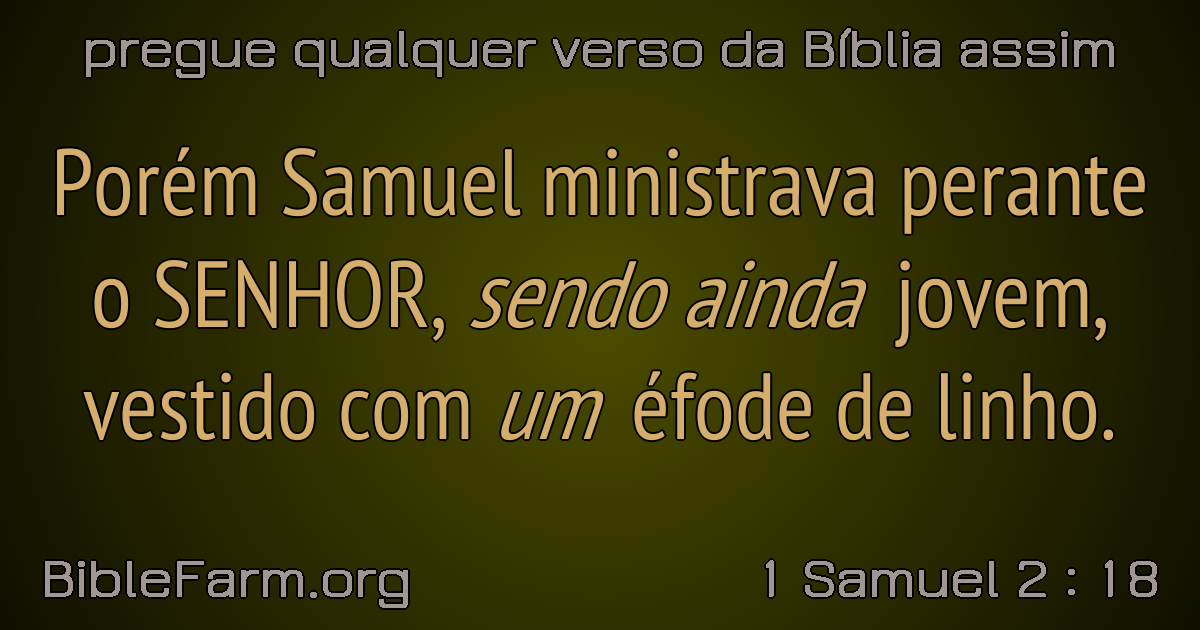 pregue qualquer verso da Bíblia assim
Porém Samuel ministrava perante
o SENHOR, sendo ainda jovem,
vestido com um éfode de linho.
BibleFarm.org
1 Samuel 2 : 18